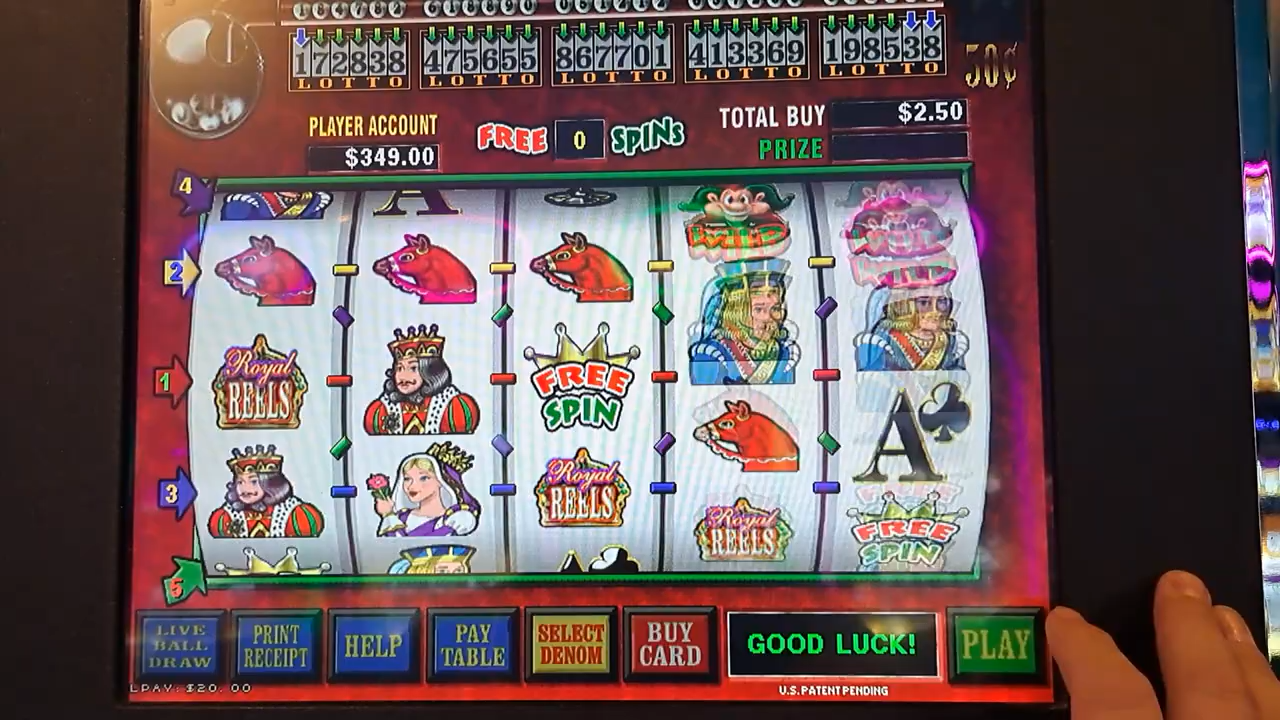 172838 475655 867701 413369 198538
LOTTO LOTTO LOTTO LOTTO LOTTO
50¢
PLAYER ACCOUNT
$349.00
FREE 0 SPINS
TOTAL BUY $2.50
PRIZE
4
A
WILD
WILD
WILD
2
Royal
REELS
1
FREE
SPIN
A
3
Royal
REELS
Royal
REELS
FREE
SPIN
5
LIVE
BALL
DRAW
PRINT
RECEIPT
HELP
PAY
TABLE
SELECT
DENOM
BUY
CARD
GOOD LUCK!
PLAY
LPAY:$20.00
U.S. PATENT PENDING